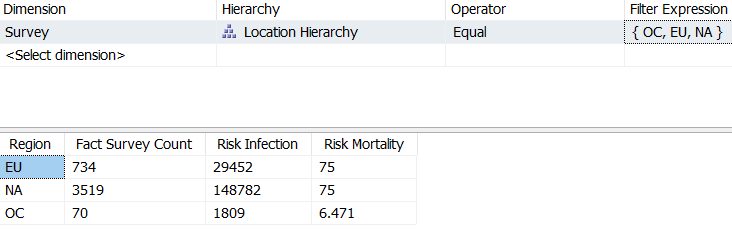 Dimension Hierarchy Operator Filter Expression
Survey Location Hierarchy Equal { OC, EU, NA }
<Select dimension>
Region Fact Survey Count Risk Infection Risk Mortality
EU 734 29452 75
NA 3519 148782 75
OC 70 1809 6.471